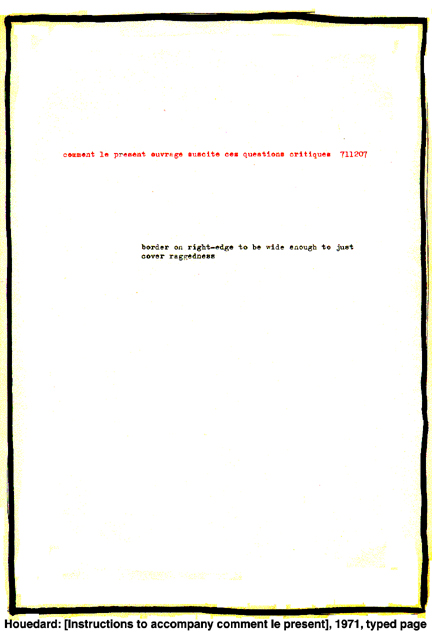 comment le present ouvrage suscite ces questions critiques 711207
border on right-edge to be wide enough to just
cover raggedness
Houedard: [Instructions to accompany comment le present], 1971, typed page